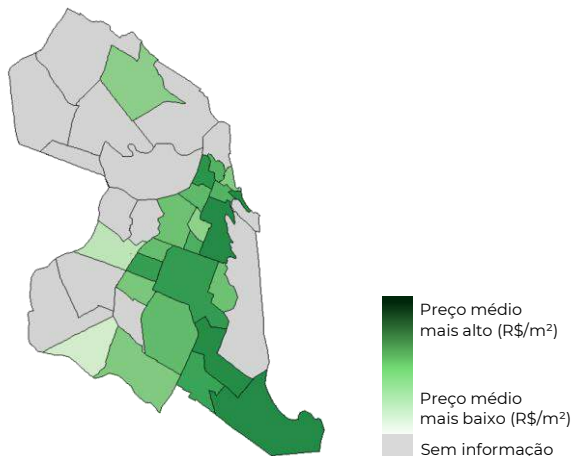 Preço médio
mais alto (R$/m²)
Preço médio
mais baixo (R$/m²)
Sem informação